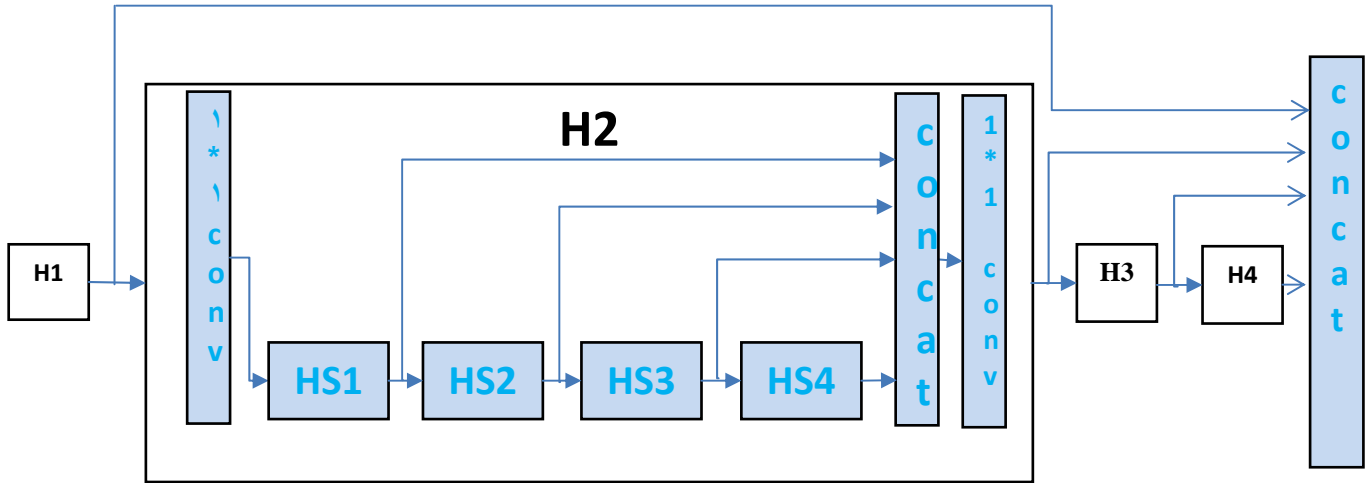 H1
١*١ conv
H2
HS1
HS2
HS3
HS4
concat
1*1 conv
H3
H4
concat